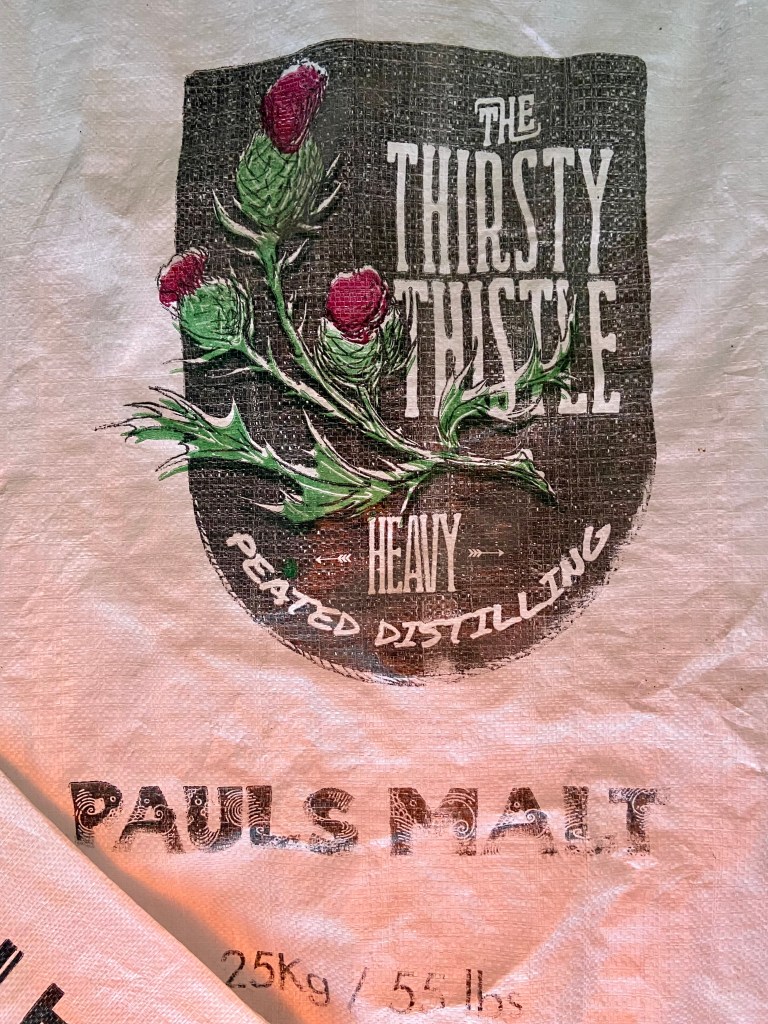 THE
THIRSTY
THISTLE
HEAVY
PEATED DISTILLING
PAULS MALT
25Kg / 55 lbs